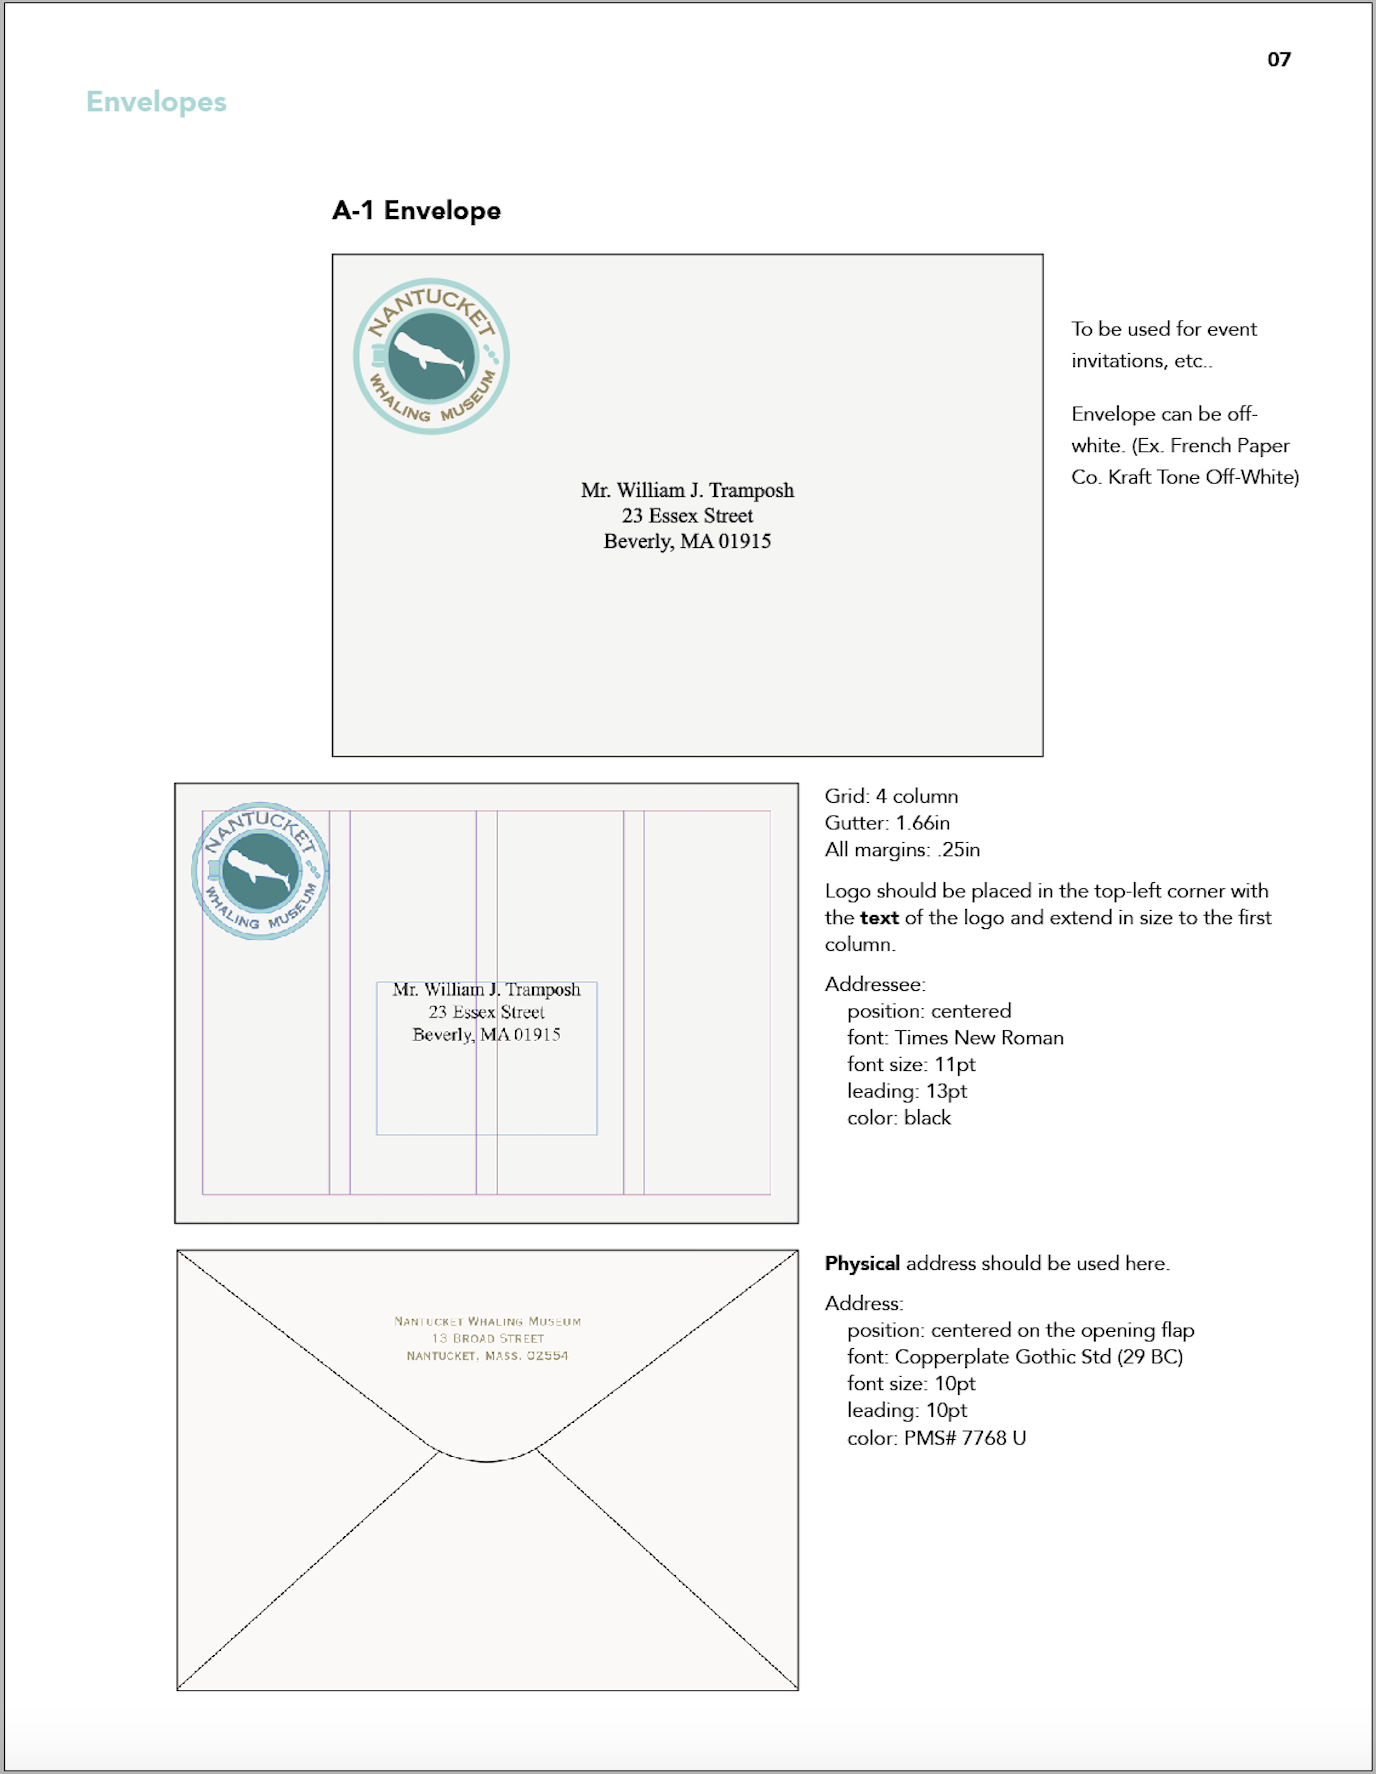 07
Envelopes
A-1 Envelope
NANTUCKET
WHALING MUSEUM
To be used for event
invitations, etc..
Envelope can be off-
white. (Ex. French Paper
Co. Kraft Tone Off-White)
Mr. William J. Tramposh
23 Essex Street
Beverly, MA 01915
NANTUCKET
WHALING MUSEUM
Grid: 4 column
Gutter: 1.66in
All margins: .25in
Logo should be placed in the top-left corner with
the text of the logo and extend in size to the first
column.
Mr. William J. Tramposh
23 Essex Street
Beverly, MA 01915
Addressee:
position: centered
font: Times New Roman
font size: 11pt
leading: 13pt
color: black
Physical address should be used here.
Nantucket Whaling Museum
13 Broad Street
Nantucket, Mass. 02554
Address:
position: centered on the opening flap
font: Copperplate Gothic Std (29 BC)
font size: 10pt
leading: 10pt
color: PMS# 7768 U